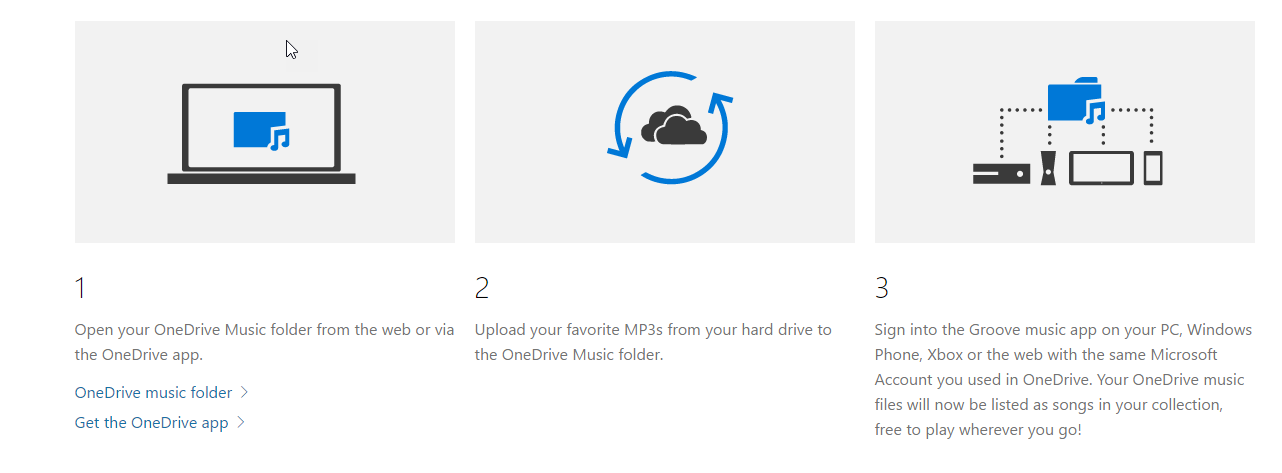 1
Open your OneDrive Music folder from the web or via
the OneDrive app.
OneDrive music folder
Get the OneDrive app
2
Upload your favorite MP3s from your hard drive to
the OneDrive Music folder.
3
Sign into the Groove music app on your PC, Windows
Phone, Xbox or the web with the same Microsoft
Account you used in OneDrive. Your OneDrive music
files will now be listed as songs in your collection,
free to play wherever you go!